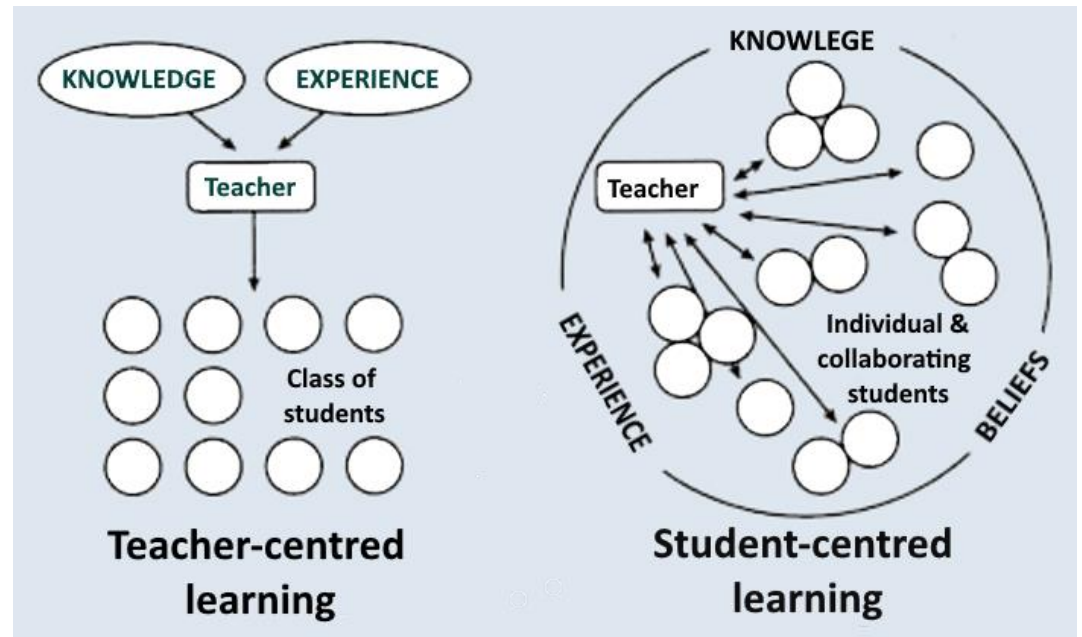 KNOWLEDGE
EXPERIENCE
Teacher
Class of
students
Teacher-centred
learning
KNOWLEGE
Teacher
Individual &
collaborating
students
EXPERIENCE
BELIEFS
Student-centred
learning